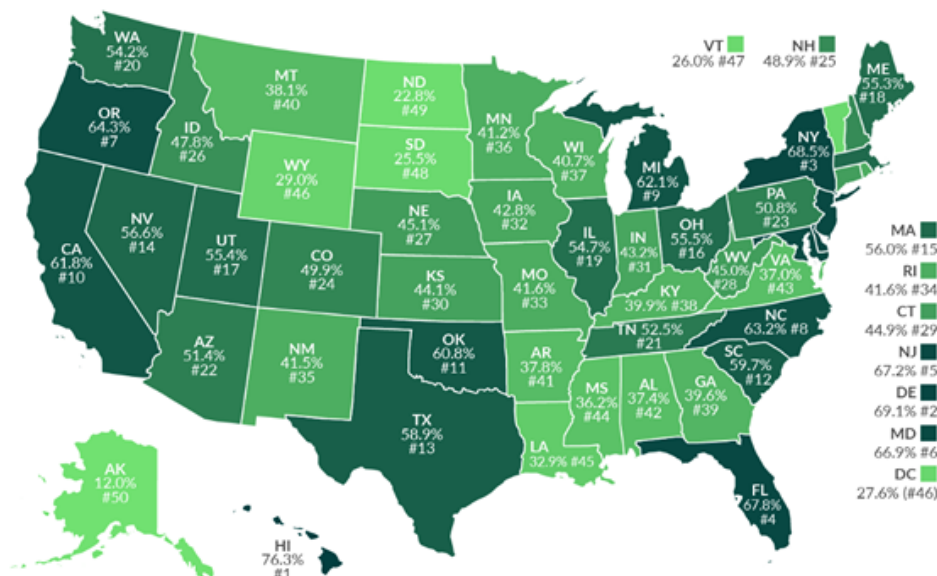 WA
54.2%
#20
OR
64.3%
#7
CA
61.8%
#10
NV
56.6%
#14
ID
47.8%
#26
MT
38.1%
#40
WY
29.0%
#46
UT
55.4%
#17
CO
49.9%
#24
AZ
51.4%
#22
NM
41.5%
#35
ND
22.8%
#49
SD
25.5%
#48
NE
45.1%
#27
KS
44.1%
#30
OK
60.8%
#11
TX
58.9%
#13
MN
41.2%
#36
IA
42.8%
#32
MO
41.6%
#33
AR
37.8%
#41
LA
32.9% #45
WI
40.7%
#37
IL
54.7%
#19
MI
62.1%
#9
IN
43.2%
#31
OH
55.5%
#16
KY
39.9% #38
TN 52.5%
#21
MS
36.2%
#44
AL
37.4%
#42
GA
39.6%
#39
FL
67.8%
#4
SC
59.7%
#12
NC
63.2% #8
WV
45.0%
#28
VA
37.0%
#43
PA
50.8%
#23
NY
68.5%
#3
ME
55.3%
#18
VT
26.0% #47
NH
48.9% #25
MA
56.0% #15
RI
41.6% #34
CT
44.9% #29
NJ
67.2% #5
DE
69.1% #2
MD
66.9% #6
DC
27.6% (#46)
AK
12.0%
#50
HI
76.3%
#1